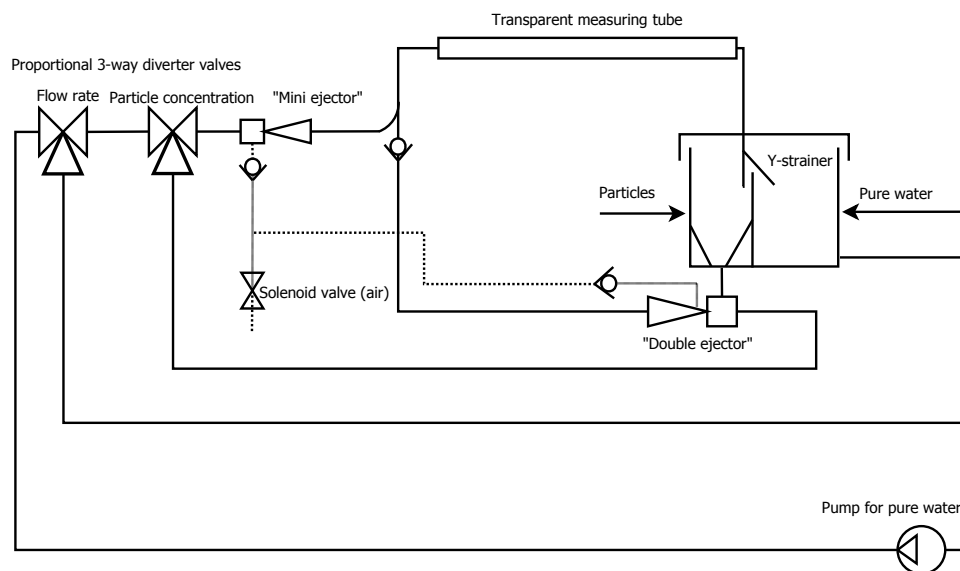 Transparent measuring tube
Proportional 3-way diverter valves
Flow rate
Particle concentration
"Mini ejector"
Y-strainer
Particles
Pure water
Solenoid valve (air)
"Double ejector"
Pump for pure water